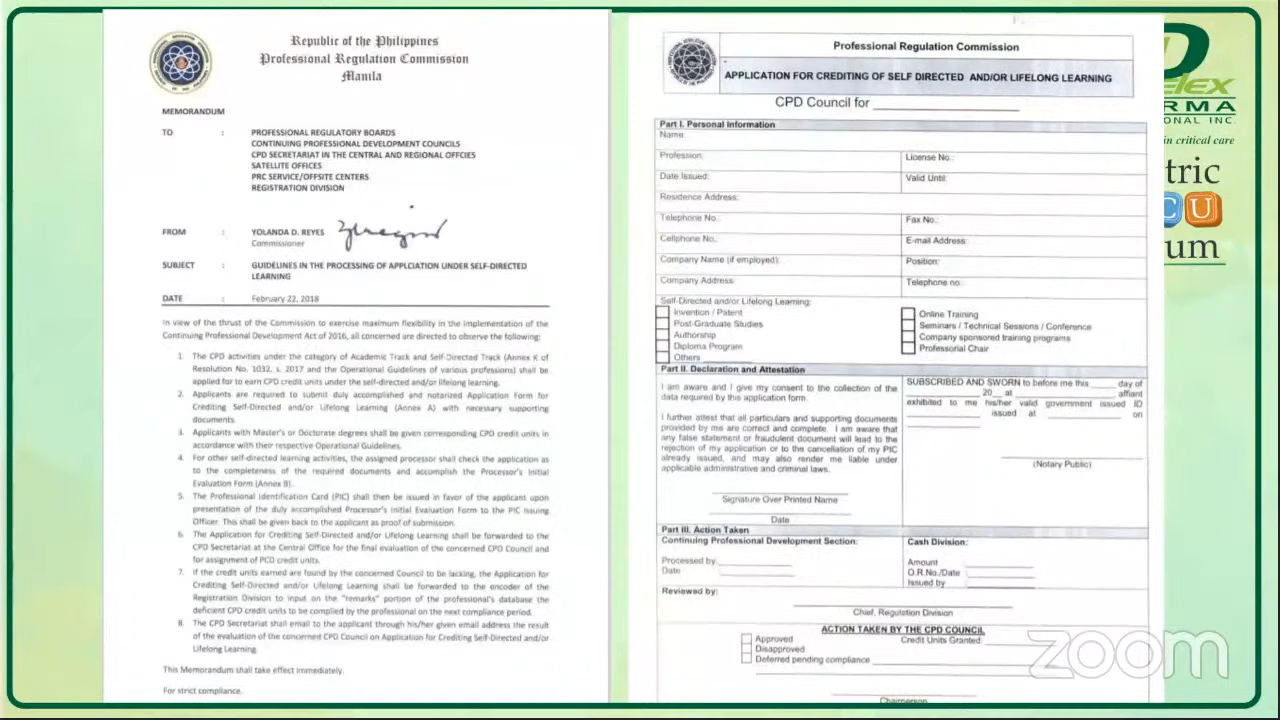 Republic of the Philippines
Professional Regulation Commission
Manila
MEMORANDUM
TO : PROFESSIONAL REGULATORY BOARDS
CONTINUING PROFESSIONAL DEVELOPMENT COUNCILS
CPD SECRETARIAT IN THE CENTRAL AND REGIONAL OFFCIES
SATELLITE OFFICES
PRC SERVICE/OFFSITE CENTERS
REGISTRATION DIVISION
FROM : YOLANDA D. REYES
Commissioner
SUBJECT : GUIDELINES IN THE PROCESSING OF APPLCIATION UNDER SELF-DIRECTED
LEARNING
DATE : February 22, 2018
In view of the thrust of the Commission to exercise maximum flexibility in the implementation of the
Continuing Professional Development Act of 2016, all concerned are directed to observe the following:
1. The CPD activities under the category of Academic Track and Self-Directed Track (Annex K of
Resolution No. 1032, s. 2017 and the Operational Guidelines of various professions) shall be
applied for to earn CPD credit units under the self-directed and/or lifelong learning.
2. Applicants are required to submit duly accomplished and notarized Application Form for
Crediting Self-Directed and/or Lifelong Learning (Annex A) with necessary supporting
documents.
3. Applicants with Master's or Doctorate degrees shall be given corresponding CPD credit units in
accordance with their respective Operational Guidelines.
4. For other self-directed learning activities, the assigned processor shall check the application as
to the completeness of the required documents and accomplish the Processor's Initial
Evaluation Form (Annex B).
5. The Professional Identification Card (PIC) shall then be issued in favor of the applicant upon
presentation of the duly accomplished Processor's Initial Evaluation Form to the PIC Issuing
Officer. This shall be given back to the applicant as proof of submission.
6. The Application for Crediting Self-Directed and/or Lifelong Learning shall be forwarded to the
CPD Secretariat at the Central Office for the final evaluation of the concerned CPD Council and
for assignment of PCD credit units.
7. If the credit units earned are found by the concerned Council to be lacking, the Application for
Crediting Self-Directed and/or Lifelong Learning shall be forwarded to the encoder of the
Registration Division to input on the "remarks" portion of the professional's database the
deficient CPD credit units to be complied by the professional on the next compliance period.
8. The CPD Secretariat shall email to the applicant through his/her given email address the result
of the evaluation of the concerned CPD Council on Application for Crediting Self-Directed and/or
Lifelong Learning.
This Memorandum shall take effect immediately.
For strict compliance.
Professional Regulation Commission
APPLICATION FOR CREDITING OF SELF DIRECTED AND/OR LIFELONG LEARNING
CPD Council for
Part I. Personal Information
Name:
Profession: License No.:
Date Issued: Valid Until:
Residence Address:
Telephone No.: Fax No.:
Cellphone No.: E-mail Address:
Company Name (if employed): Position:
Company Address: Telephone no.:
Self-Directed and/or Lifelong Learning:
Invention / Patent Online Training
Post-Graduate Studies Seminars / Technical Sessions / Conference
Authorship Company sponsored training programs
Diploma Program Professorial Chair
Others
Part II. Declaration and Attestation
I am aware and I give my consent to the collection of the
data required by this application form.
I further attest that all particulars and supporting documents
provided by me are correct and complete. I am aware that
any false statement or fraudulent document will lead to the
rejection of my application or to the cancellation of my PIC
already issued, and may also render me liable under
applicable administrative and criminal laws.
Signature Over Printed Name
Date
SUBSCRIBED AND SWORN to before me this ____ day of
____ 20__ at ____ affiant
exhibited to me his/her valid government issued ID
____ issued at ____ on
(Notary Public)
Part III. Action Taken
Continuing Professional Development Section: Cash Division:
Processed by: Amount
Date O.R.No./Date
Issued by
Reviewed by:
Chief, Regulation Division
ACTION TAKEN BY THE CPD COUNCIL
Approved Credit Units Granted
Disapproved
Deferred pending compliance
Chairperson
elex
RMA
ONAL INC
in critical care
tric
CU
um
zoom